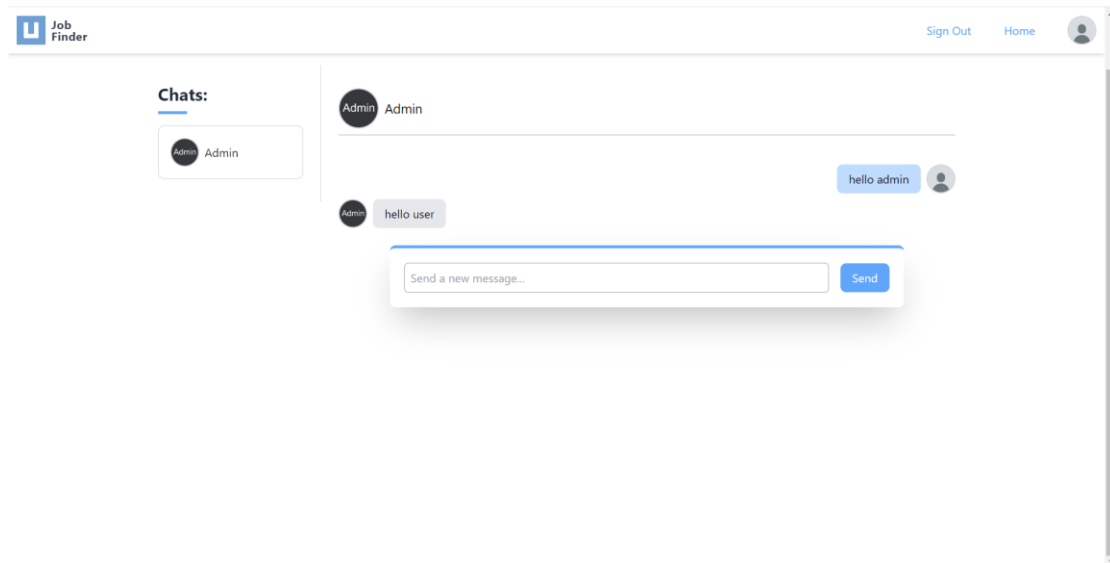 U
Job
Finder
Sign Out
Home
Chats:
Admin
Admin
Admin
Admin
hello admin
Admin
hello user
Send a new message...
Send